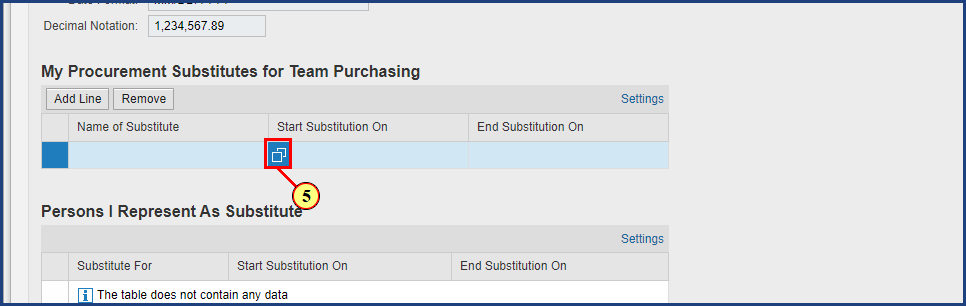 Decimal Notation: 1,234,567.89
My Procurement Substitutes for Team Purchasing
Add Line Remove Settings
Name of Substitute Start Substitution On End Substitution On
5
Persons I Represent As Substitute
Settings
Substitute For Start Substitution On End Substitution On
The table does not contain any data